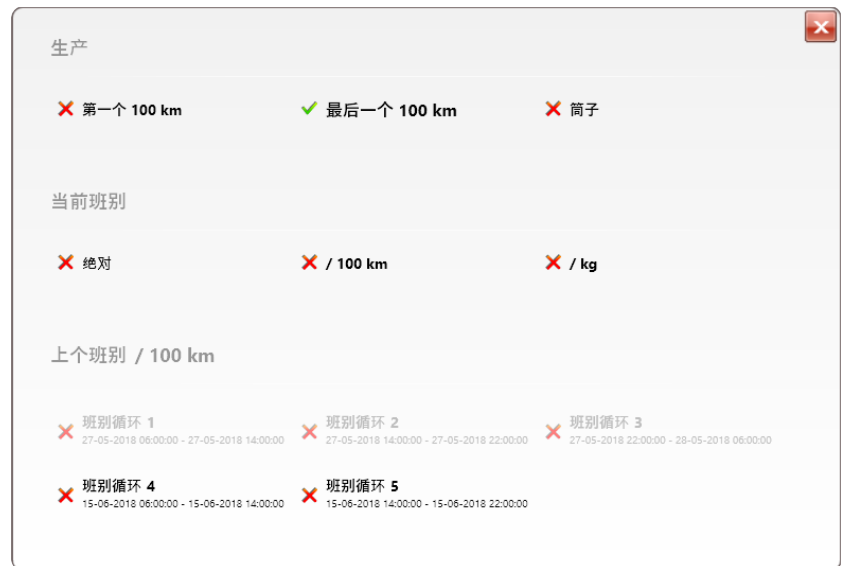 生产
第一个 100 km
最后一个 100 km
筒子
当前班别
绝对
/ 100 km
/ kg
上个班别 / 100 km
班别循环 1
27-05-2018 06:00:00 - 27-05-2018 14:00:00
班别循环 2
27-05-2018 14:00:00 - 27-05-2018 22:00:00
班别循环 3
27-05-2018 22:00:00 - 28-05-2018 06:00:00
班别循环 4
15-06-2018 06:00:00 - 15-06-2018 14:00:00
班别循环 5
15-06-2018 14:00:00 - 15-06-2018 22:00:00